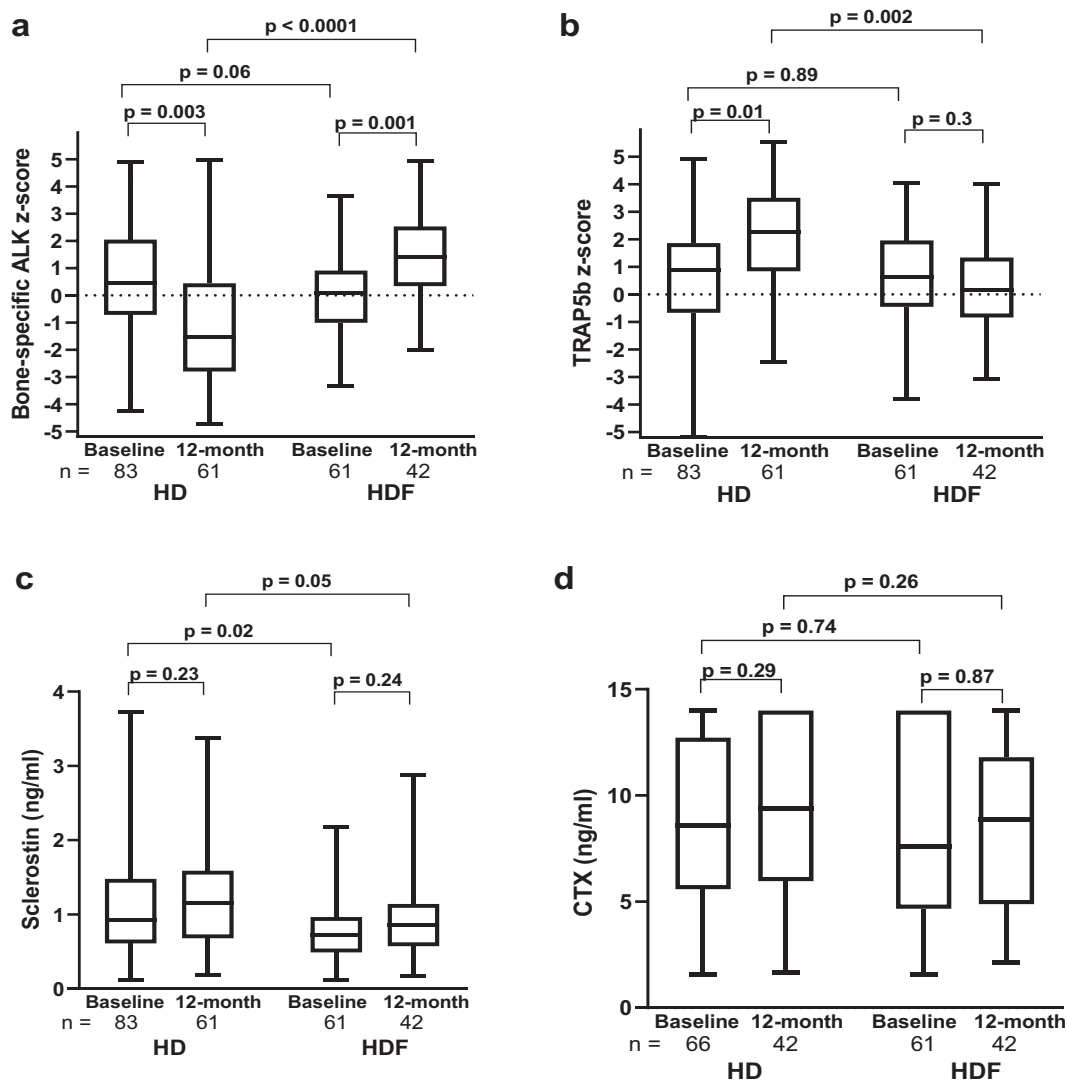 a
p < 0.0001
p = 0.06
p = 0.003
p = 0.001
Bone-specific ALK z-score
5
4
3
2
1
0
-1
-2
-3
-4
-5
Baseline 12-month Baseline 12-month
n = 83 61 61 42
HD HDF
b
p = 0.002
p = 0.89
p = 0.01
p = 0.3
TRAP5b z-score
5
4
3
2
1
0
-1
-2
-3
-4
-5
Baseline 12-month Baseline 12-month
n = 83 61 61 42
HD HDF
c
p = 0.05
p = 0.02
p = 0.23
p = 0.24
Sclerostin (ng/ml)
4
3
2
1
0
Baseline 12-month Baseline 12-month
n = 83 61 61 42
HD HDF
d
p = 0.26
p = 0.74
p = 0.29
p = 0.87
CTX (ng/ml)
15
10
5
0
Baseline 12-month Baseline 12-month
n = 66 42 61 42
HD HDF